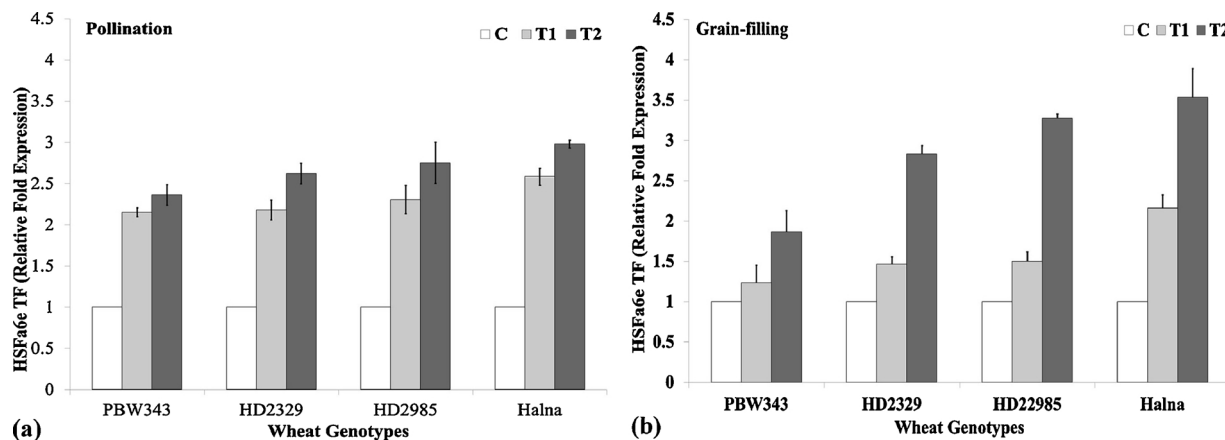 Pollination
C T1 T2
HSFa6e TF (Relative Fold Expression)
4.5
4
3.5
3
2.5
2
1.5
1
0.5
0
PBW343 HD2329 HD2985 Halna
Wheat Genotypes
(a)
Grain-filling
C T1 T2
HSFa6e TF (Relative Fold Expression)
4.5
4
3.5
3
2.5
2
1.5
1
0.5
0
PBW343 HD2329 HD22985 Halna
Wheat Genotypes
(b)